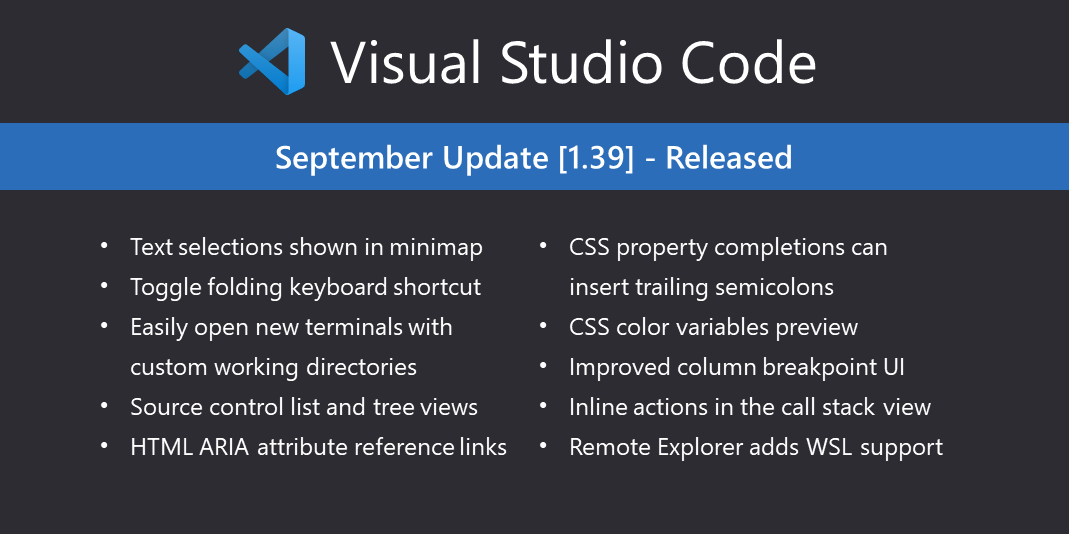 Visual Studio Code
September Update [1.39] - Released
• Text selections shown in minimap
• Toggle folding keyboard shortcut
• Easily open new terminals with
custom working directories
• Source control list and tree views
• HTML ARIA attribute reference links
• CSS property completions can
insert trailing semicolons
• CSS color variables preview
• Improved column breakpoint UI
• Inline actions in the call stack view
• Remote Explorer adds WSL support